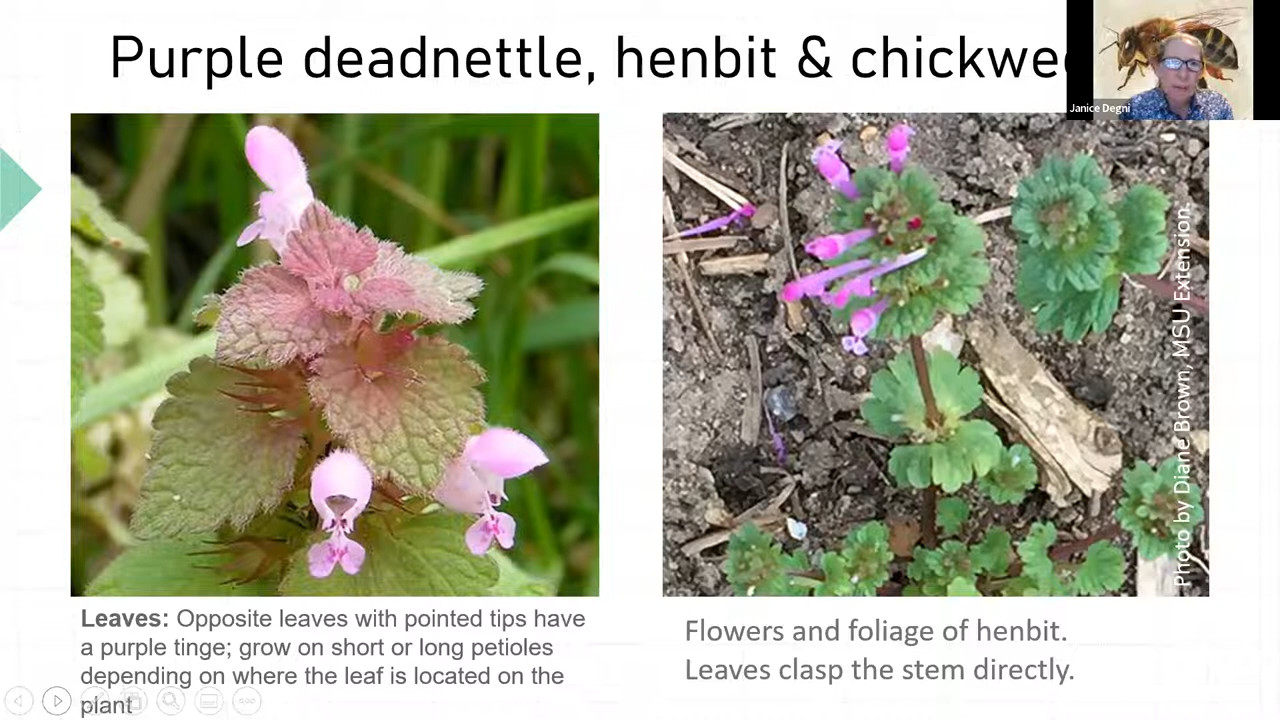 Purple deadnettle, henbit & chickwee
Janice Degni
Photo by Diane Brown, MSU Extension.
Leaves: Opposite leaves with pointed tips have
a purple tinge; grow on short or long petioles
depending on where the leaf is located on the
plant
Flowers and foliage of henbit.
Leaves clasp the stem directly.